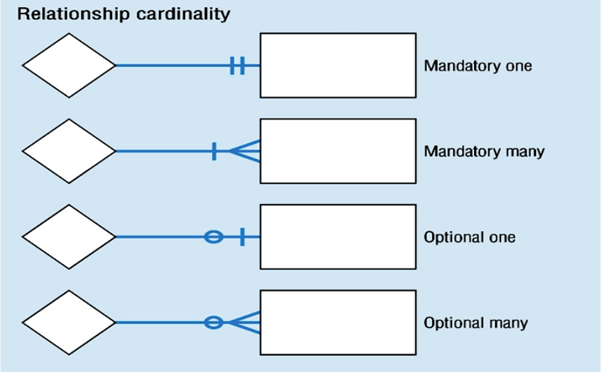 Relationship cardinality
Mandatory one
Mandatory many
Optional one
Optional many